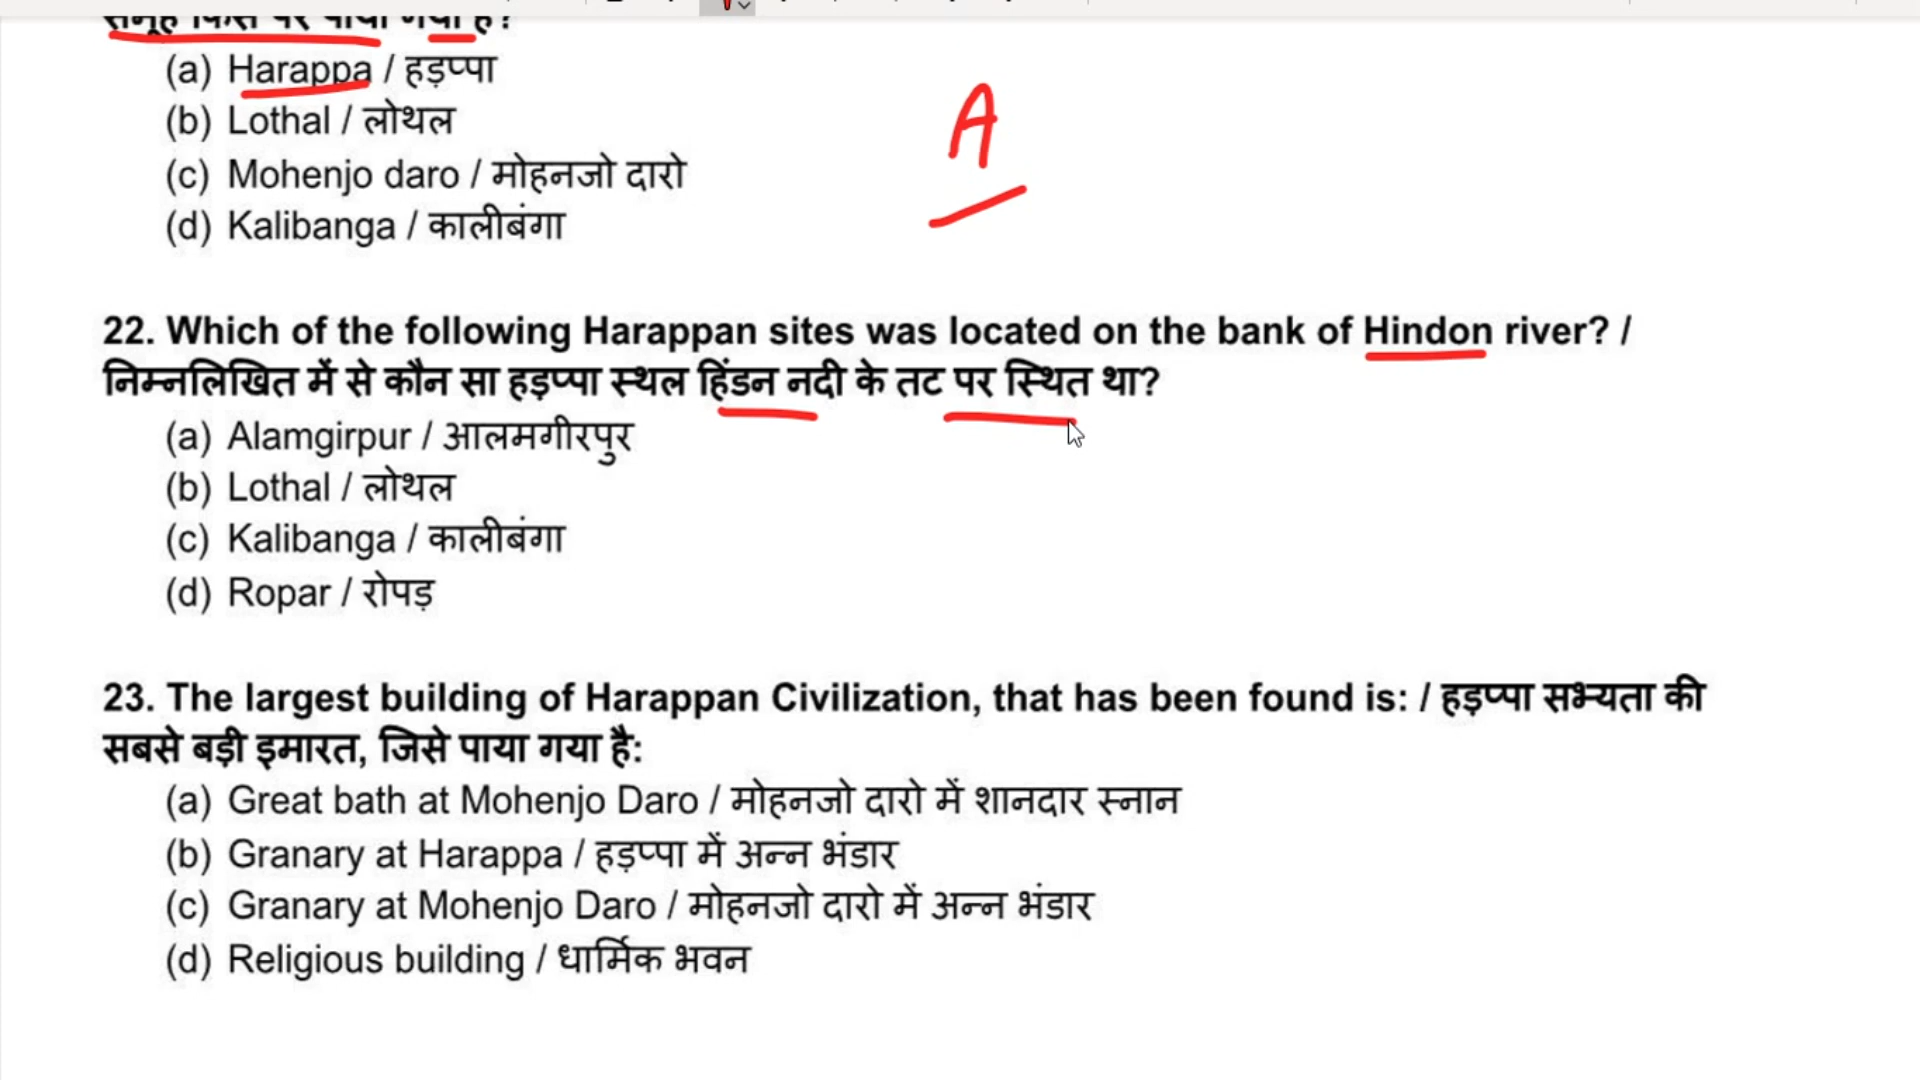 समूह किस पर पाया गया है?
(a) Harappa / हड़प्पा
(b) Lothal / लोथल
(c) Mohenjo daro / मोहनजो दारो
(d) Kalibanga / कालीबंगा
A
22. Which of the following Harappan sites was located on the bank of Hindon river? /
निम्नलिखित में से कौन सा हड़प्पा स्थल हिंडन नदी के तट पर स्थित था?
(a) Alamgirpur / आलमगीरपुर
(b) Lothal / लोथल
(c) Kalibanga / कालीबंगा
(d) Ropar / रोपड़
23. The largest building of Harappan Civilization, that has been found is: / हड़प्पा सभ्यता की
सबसे बड़ी इमारत, जिसे पाया गया है:
(a) Great bath at Mohenjo Daro / मोहनजो दारो में शानदार स्नान
(b) Granary at Harappa / हड़प्पा में अन्न भंडार
(c) Granary at Mohenjo Daro / मोहनजो दारो में अन्न भंडार
(d) Religious building / धार्मिक भवन